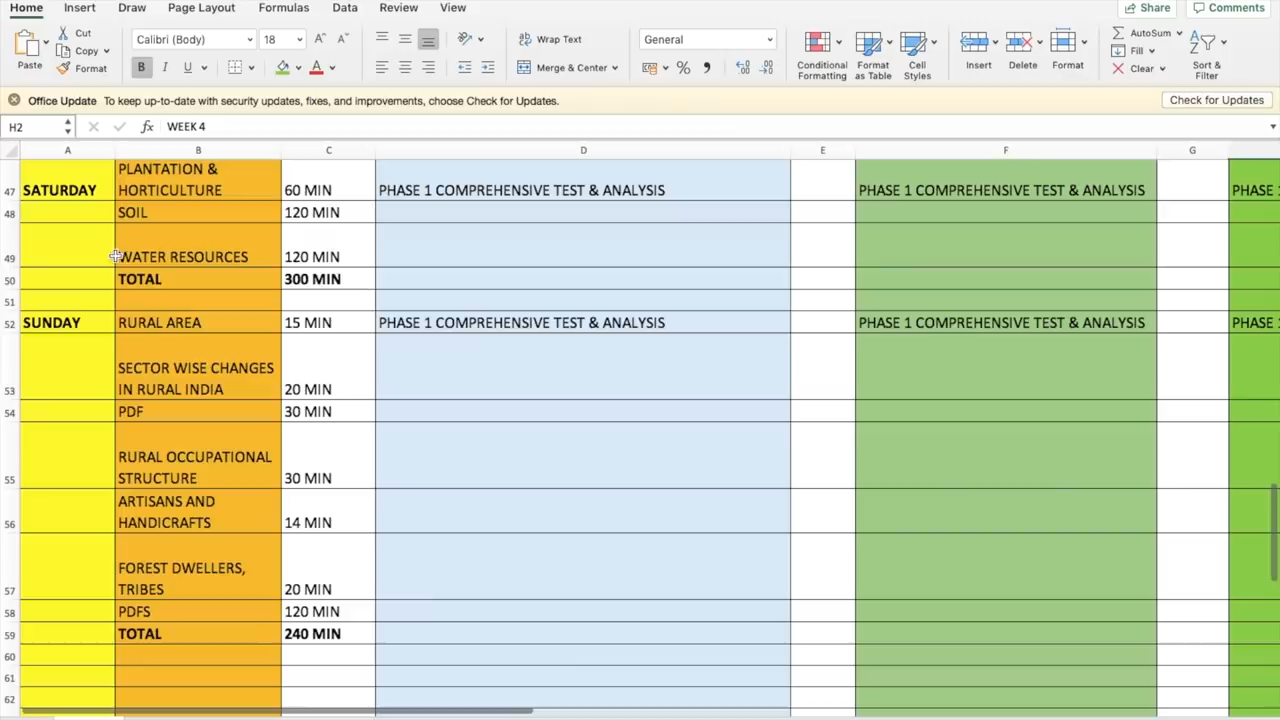 Home Insert Draw Page Layout Formulas Data Review View Share Comments
Paste Cut Copy Format
Calibri (Body) 18
B I U
Wrap Text
Merge & Center
General
Conditional Formatting
Format as Table
Cell Styles
Insert Delete Format
AutoSum
Fill
Clear
Sort & Filter
Office Update To keep up-to-date with security updates, fixes, and improvements, choose Check for Updates. Check for Updates
H2 fx WEEK 4
A B C D E F G
47 SATURDAY PLANTATION & HORTICULTURE 60 MIN PHASE 1 COMPREHENSIVE TEST & ANALYSIS PHASE 1 COMPREHENSIVE TEST & ANALYSIS PHASE
48 SOIL 120 MIN
49 WATER RESOURCES 120 MIN
50 TOTAL 300 MIN
51
52 SUNDAY RURAL AREA 15 MIN PHASE 1 COMPREHENSIVE TEST & ANALYSIS PHASE 1 COMPREHENSIVE TEST & ANALYSIS PHASE
53 SECTOR WISE CHANGES IN RURAL INDIA 20 MIN
54 PDF 30 MIN
55 RURAL OCCUPATIONAL STRUCTURE 30 MIN
56 ARTISANS AND HANDICRAFTS 14 MIN
57 FOREST DWELLERS, TRIBES 20 MIN
58 PDFS 120 MIN
59 TOTAL 240 MIN
60
61
62